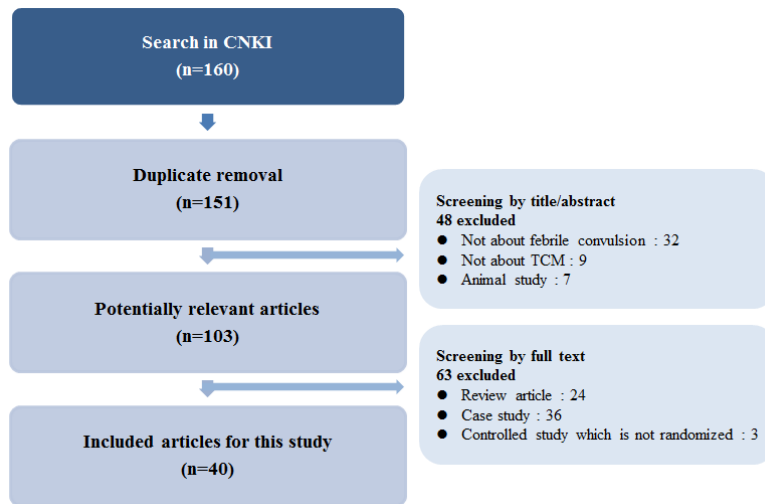 Search in CNKI
(n=160)
Duplicate removal
(n=151)
Screening by title/abstract
48 excluded
● Not about febrile convulsion : 32
● Not about TCM : 9
● Animal study : 7
Potentially relevant articles
(n=103)
Screening by full text
63 excluded
● Review article : 24
● Case study : 36
● Controlled study which is not randomized : 3
Included articles for this study
(n=40)